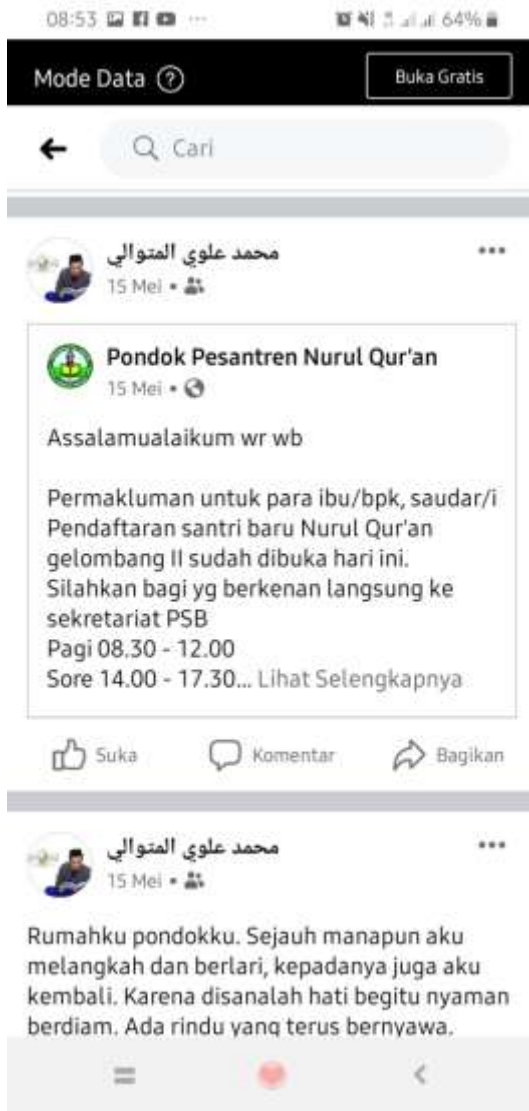 08:53 ... 64%
Mode Data ? Buka Gratis
Cari
محمد علوي المتوالي
15 Mei •
Pondok Pesantren Nurul Qur'an
15 Mei •
Assalamualaikum wr wb
Permakluman untuk para ibu/bpk, saudar/i
Pendaftaran santri baru Nurul Qur'an
gelombang II sudah dibuka hari ini.
Silahkan bagi yg berkenan langsung ke
sekretariat PSB
Pagi 08.30 - 12.00
Sore 14.00 - 17.30... Lihat Selengkapnya
Suka Komentar Bagikan
محمد علوي المتوالي
15 Mei •
Rumahku pondokku. Sejauh manapun aku
melangkah dan berlari, kepadanya juga aku
kembali. Karena disanalah hati begitu nyaman
berdiam. Ada rindu yang terus bernyawa.